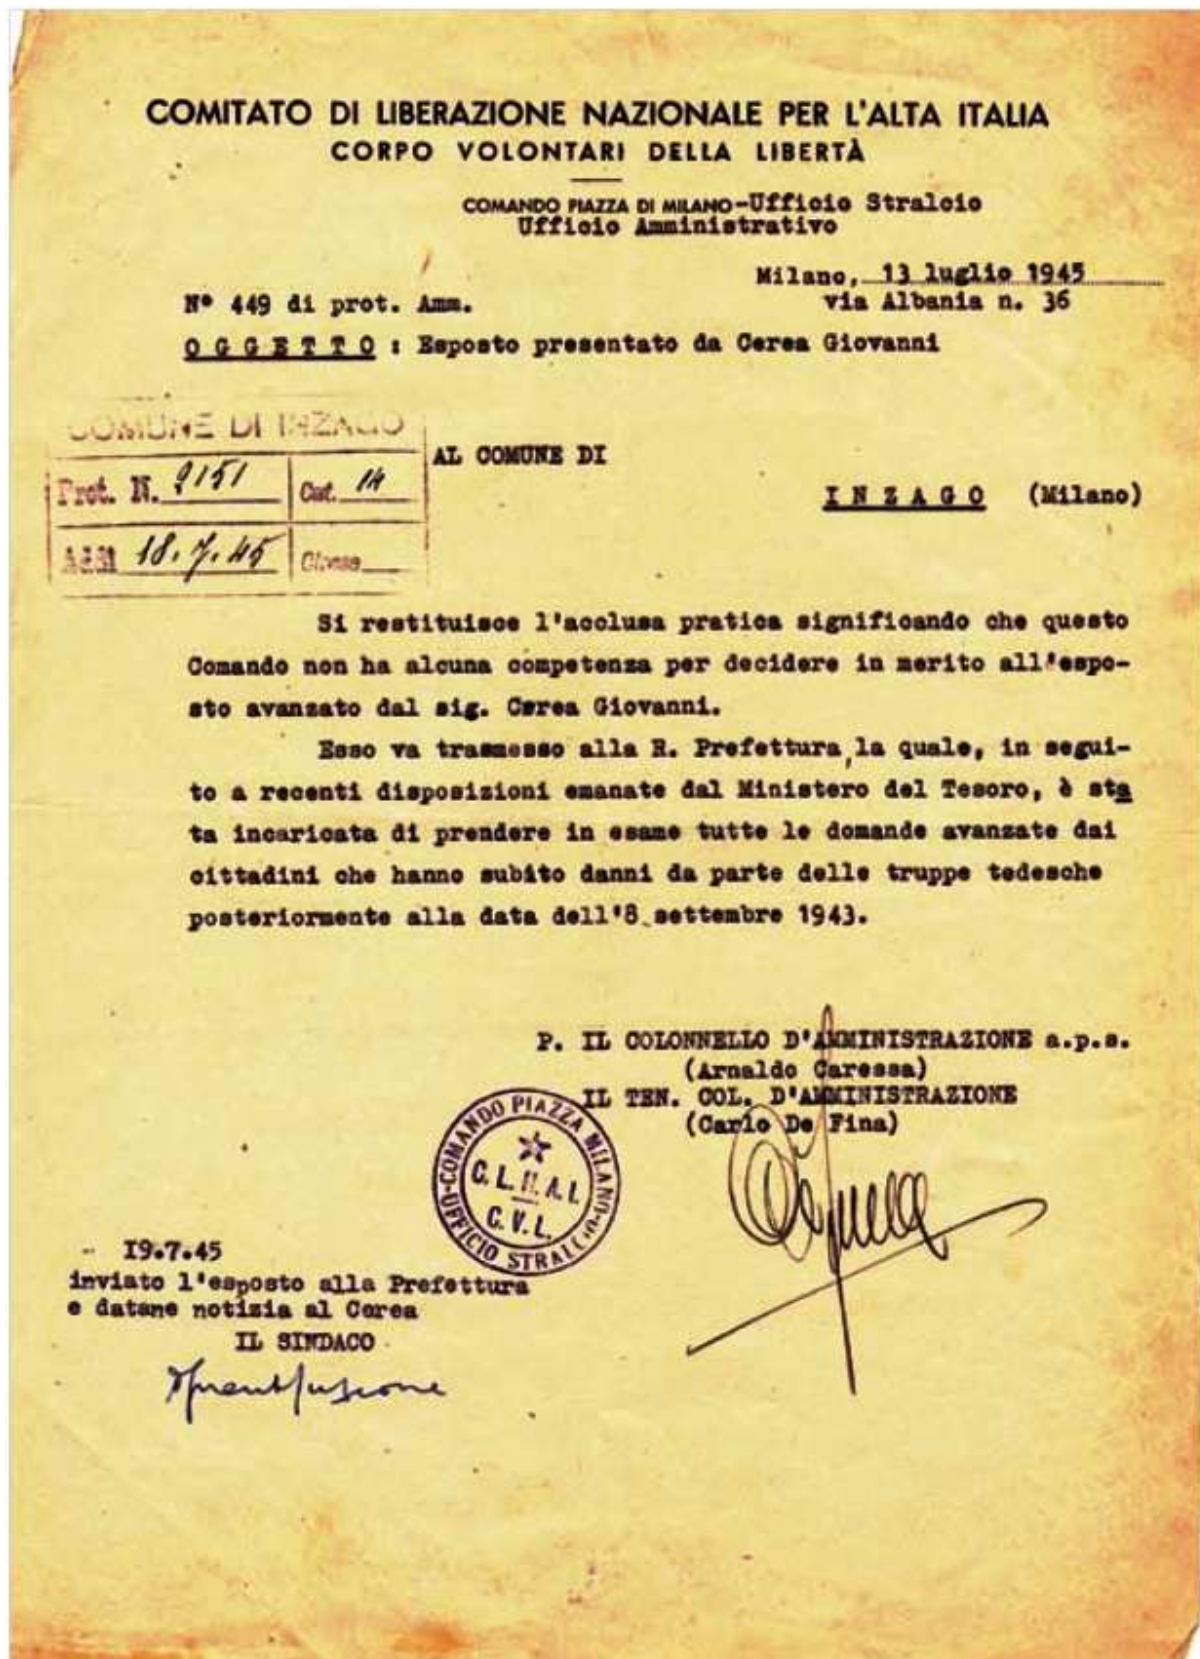 COMITATO DI LIBERAZIONE NAZIONALE PER L'ALTA ITALIA
CORPO VOLONTARI DELLA LIBERTÀ
COMANDO PIAZZA DI MILANO-Ufficio Stralcio
Ufficio Amministrativo
Milano, 13 luglio 1945
N° 449 di prot. Amm.
via Albania n. 36
OGGETTO : Esposto presentato da Cerea Giovanni
COMUNE DI INZAGO
Prot. N. 2151 Cat. 14
Addì 18.7.45 Classe
AL COMUNE DI
INZAGO (Milano)
Si restituisce l'acclusa pratica significando che questo
Comando non ha alcuna competenza per decidere in merito all'espo-
sto avanzato dal sig. Cerea Giovanni.
Esso va trasmesso alla R. Prefettura, la quale, in segui-
to a recenti disposizioni emanate dal Ministero del Tesoro, è sta
ta incaricata di prendere in esame tutte le domande avanzate dai
cittadini che hanno subito danni da parte delle truppe tedesche
posteriormente alla data dell'8 settembre 1943.
P. IL COLONNELLO D'AMMINISTRAZIONE a.p.s.
(Arnaldo Caressa)
IL TEN. COL. D'AMMINISTRAZIONE
(Carlo De Fina)
COMANDO PIAZZA MILANO-UFFICIO STRALCIO
C.L.N.A.I.
C.V.L.
- 19.7.45
inviato l'esposto alla Prefettura
e datane notizia al Cerea
IL SINDACO